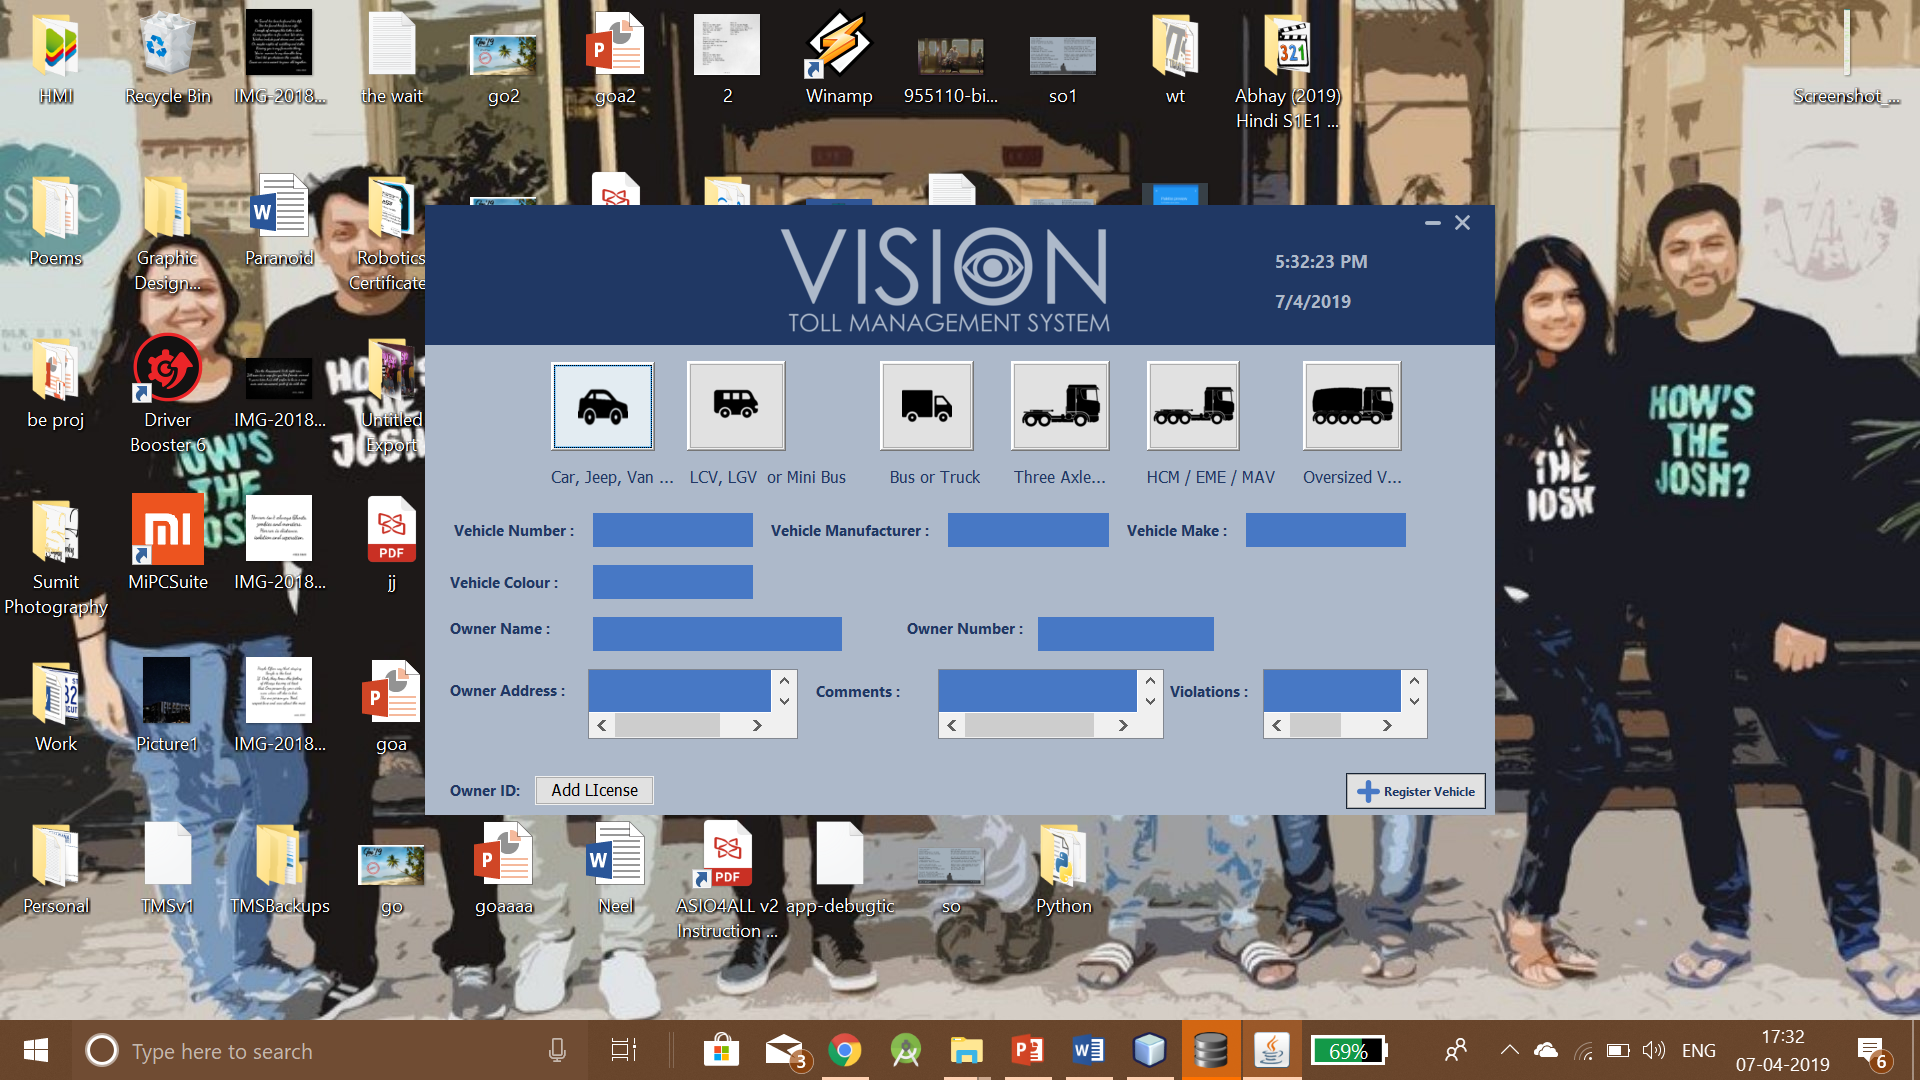 HMI
Recycle Bin
IMG-2018...
the wait
go2
goa2
2
Winamp
955110-bi...
so1
wt
321
Abhay (2019)
Hindi S1E1 ...
Screenshot_...
Poems
Graphic
Design...
Paranoid
Robotics
Certificate
VISION
TOLL MANAGEMENT SYSTEM
5:32:23 PM
7/4/2019
be proj
Driver
Booster 6
IMG-2018...
Untitled
Export
Car, Jeep, Van ...
LCV, LGV or Mini Bus
Bus or Truck
Three Axle...
HCM / EME / MAV
Oversized V...
HOW'S
THE
JOSH?
Vehicle Number :
Vehicle Manufacturer :
Vehicle Make :
Vehicle Colour :
Owner Name :
Owner Number :
Owner Address :
Comments :
Violations :
Owner ID:
Add LIcense
Register Vehicle
Sumit
Photography
MiPCSuite
IMG-2018...
PDF
jj
Work
Picture1
IMG-2018...
goa
Personal
TMSv1
TMSBackups
go
goaaaa
Neel
PDF
ASIO4ALL v2
Instruction ...
app-debugtic
so
Python
Type here to search
3
69%
ENG
17:32
07-04-2019
6